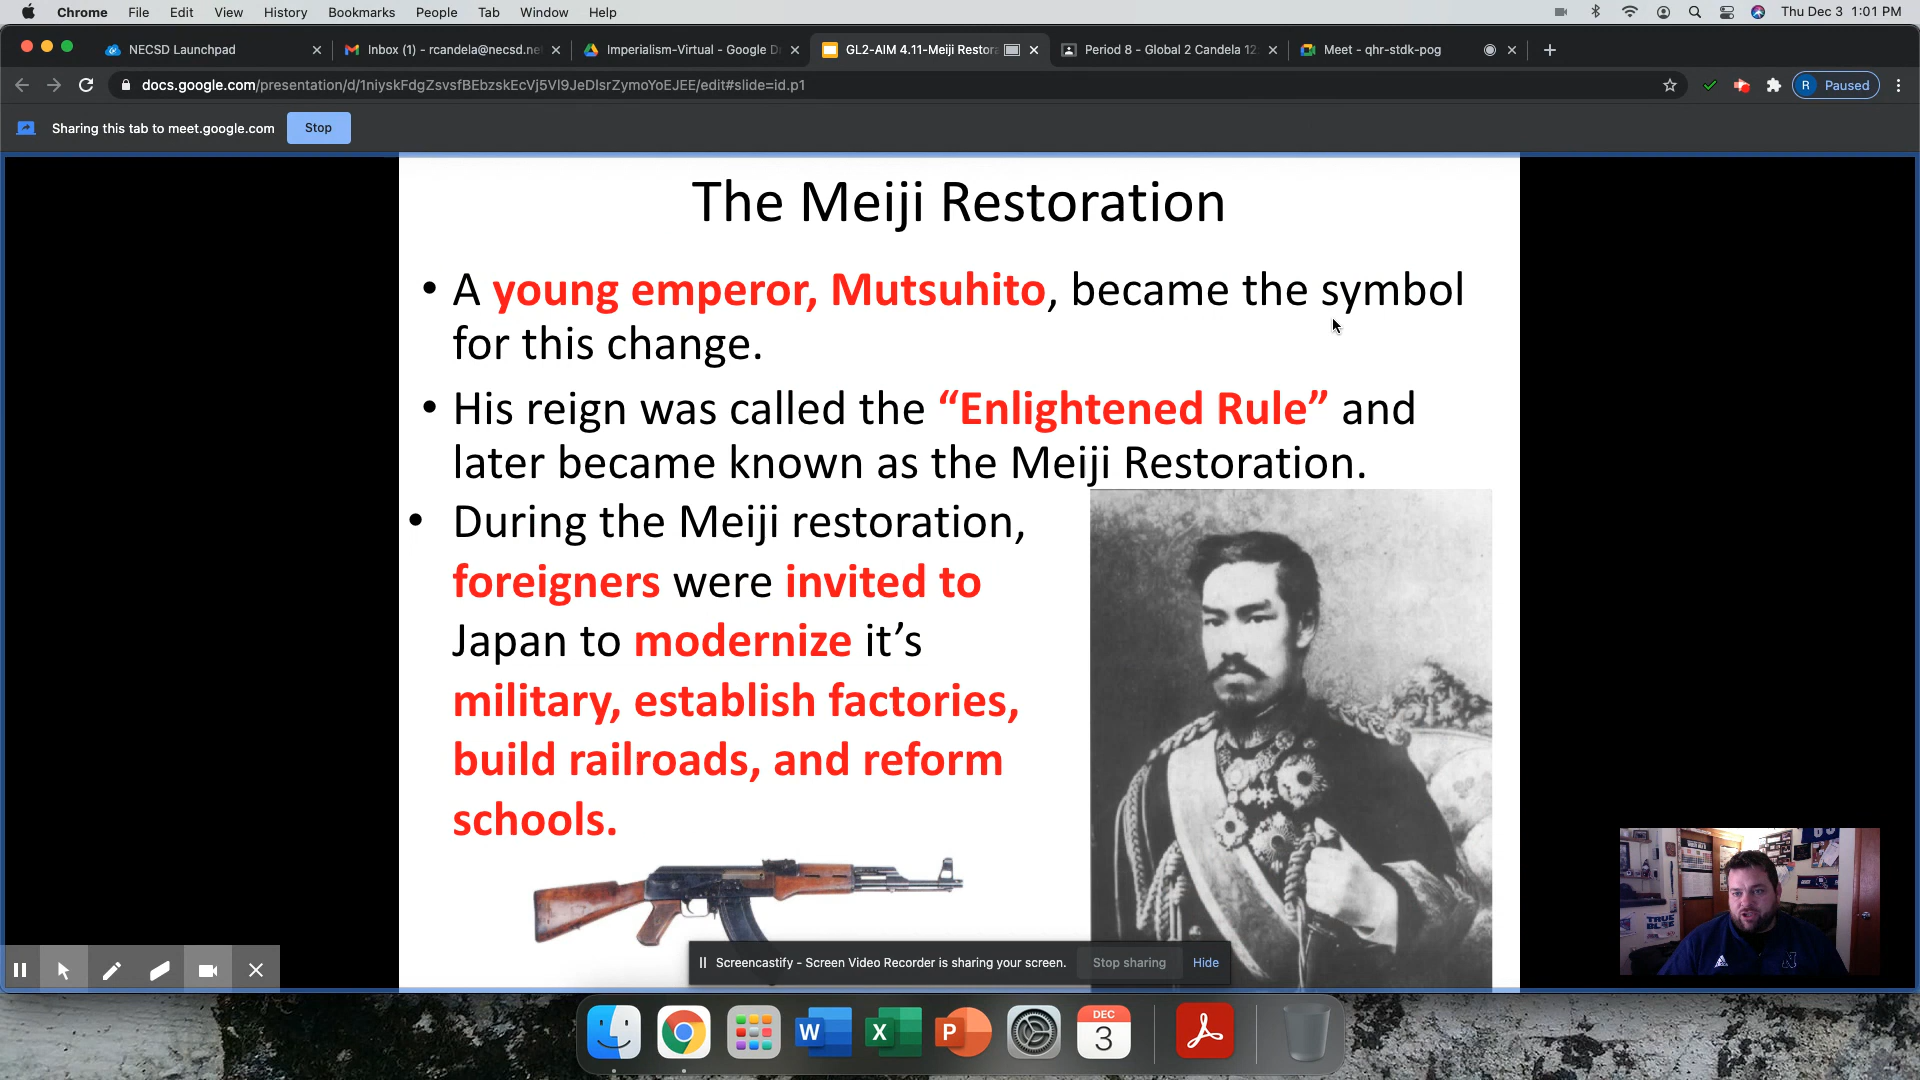 Chrome File Edit View History Bookmarks People Tab Window Help Thu Dec 3 1:01 PM
NECSD Launchpad Inbox (1) - rcandela@necsd.ne Imperialism-Virtual - Google D GL2-AIM 4.11-Meiji Restora Period 8 - Global 2 Candela 12 Meet - qhr-stdk-pog
docs.google.com/presentation/d/1niyskFdgZsvsfBEbzskEcVj5Vl9JeDlsrZymoYoEJEE/edit#slide=id.p1 R Paused
Sharing this tab to meet.google.com Stop
The Meiji Restoration
• A young emperor, Mutsuhito, became the symbol
for this change.
• His reign was called the “Enlightened Rule” and
later became known as the Meiji Restoration.
• During the Meiji restoration,
foreigners were invited to
Japan to modernize it’s
military, establish factories,
build railroads, and reform
schools.
TRUE
BLUE
Screencastify - Screen Video Recorder is sharing your screen. Stop sharing Hide
W X P DEC
3